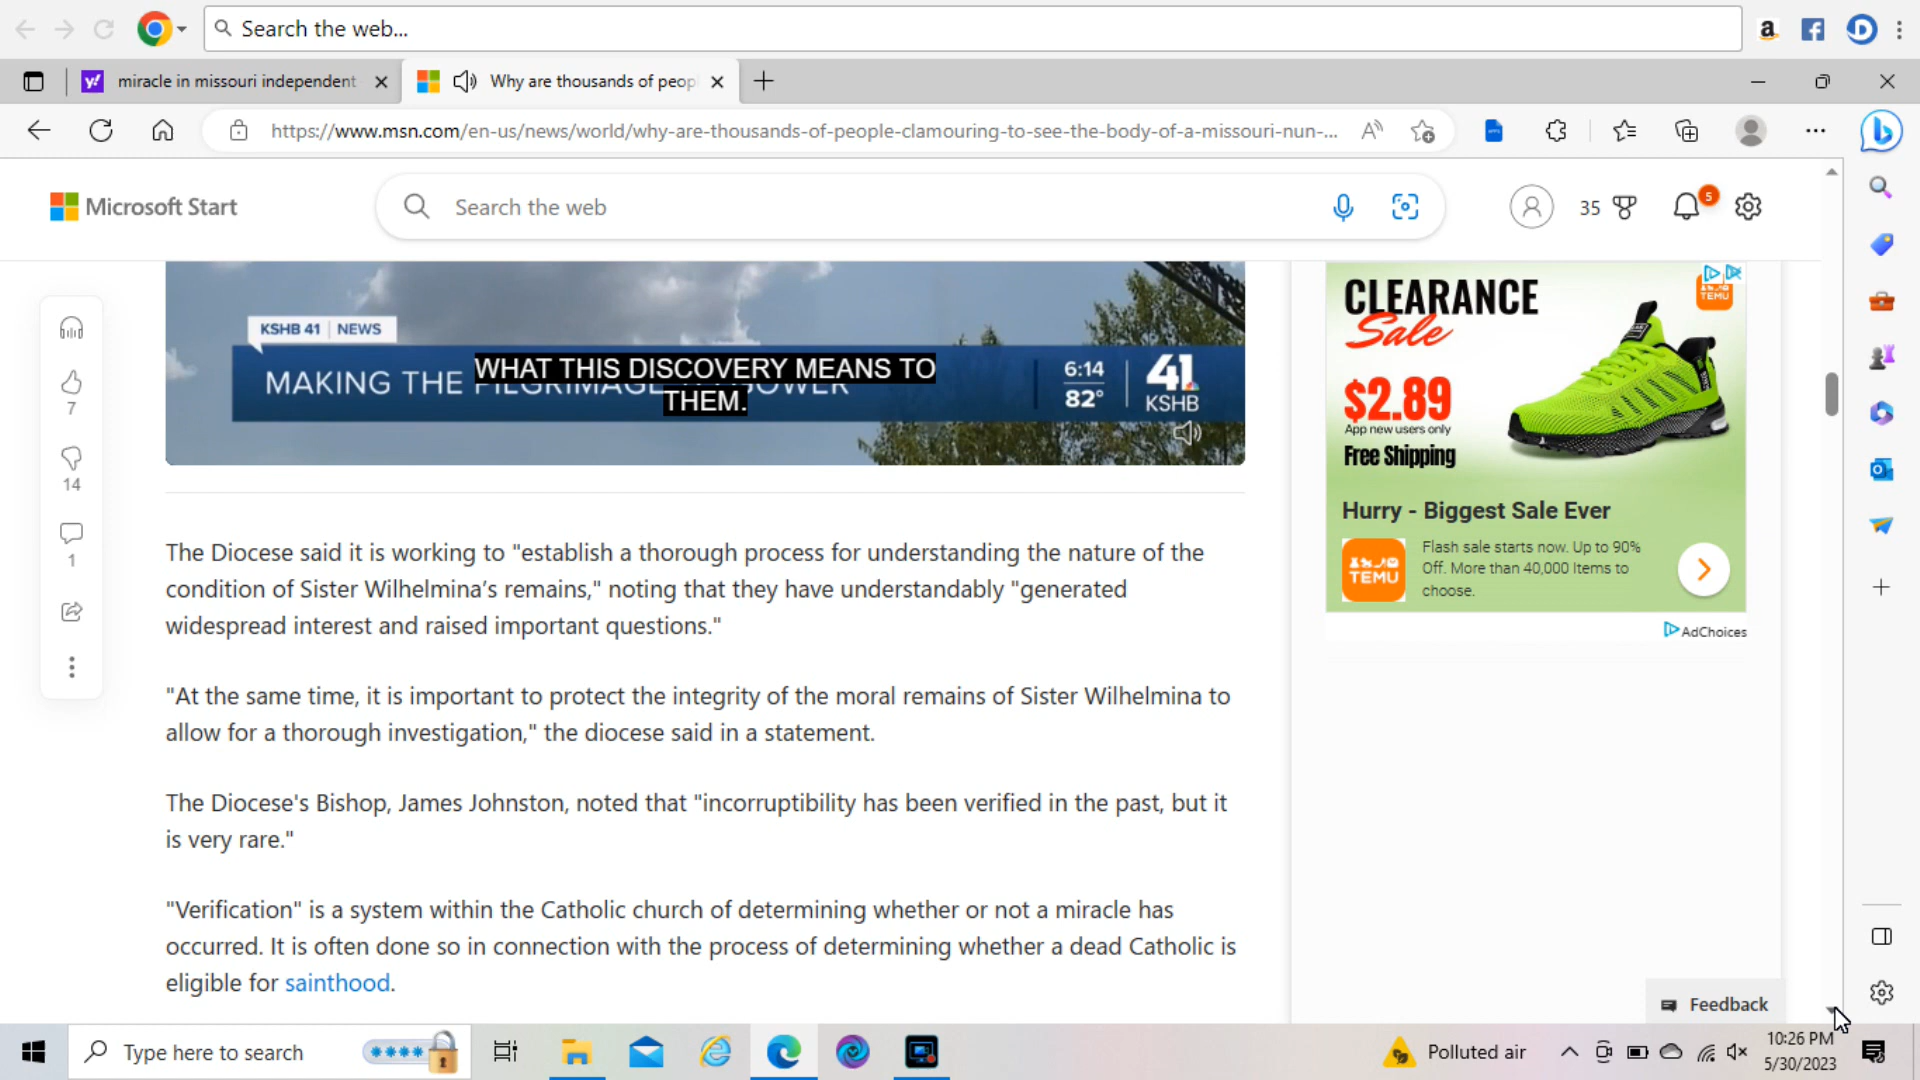 Search the web...
miracle in missouri independent
Why are thousands of peop
https://www.msn.com/en-us/news/world/why-are-thousands-of-people-clamouring-to-see-the-body-of-a-missouri-nun-...
Microsoft Start
Search the web
35
5
7
14
1
KSHB 41 | NEWS
MAKING THE PILGRIMAGE
WHAT THIS DISCOVERY MEANS TO
THEM.
6:14
82°
41
KSHB
CLEARANCE
Sale
TEMU
$2.89
App new users only
Free Shipping
Hurry - Biggest Sale Ever
TEMU
Flash sale starts now. Up to 90%
Off. More than 40,000 Items to
choose.
AdChoices
The Diocese said it is working to "establish a thorough process for understanding the nature of the
condition of Sister Wilhelmina’s remains," noting that they have understandably "generated
widespread interest and raised important questions."
"At the same time, it is important to protect the integrity of the moral remains of Sister Wilhelmina to
allow for a thorough investigation," the diocese said in a statement.
The Diocese's Bishop, James Johnston, noted that "incorruptibility has been verified in the past, but it
is very rare."
"Verification" is a system within the Catholic church of determining whether or not a miracle has
occurred. It is often done so in connection with the process of determining whether a dead Catholic is
eligible for sainthood.
Feedback
Type here to search
Polluted air
10:26 PM
5/30/2023